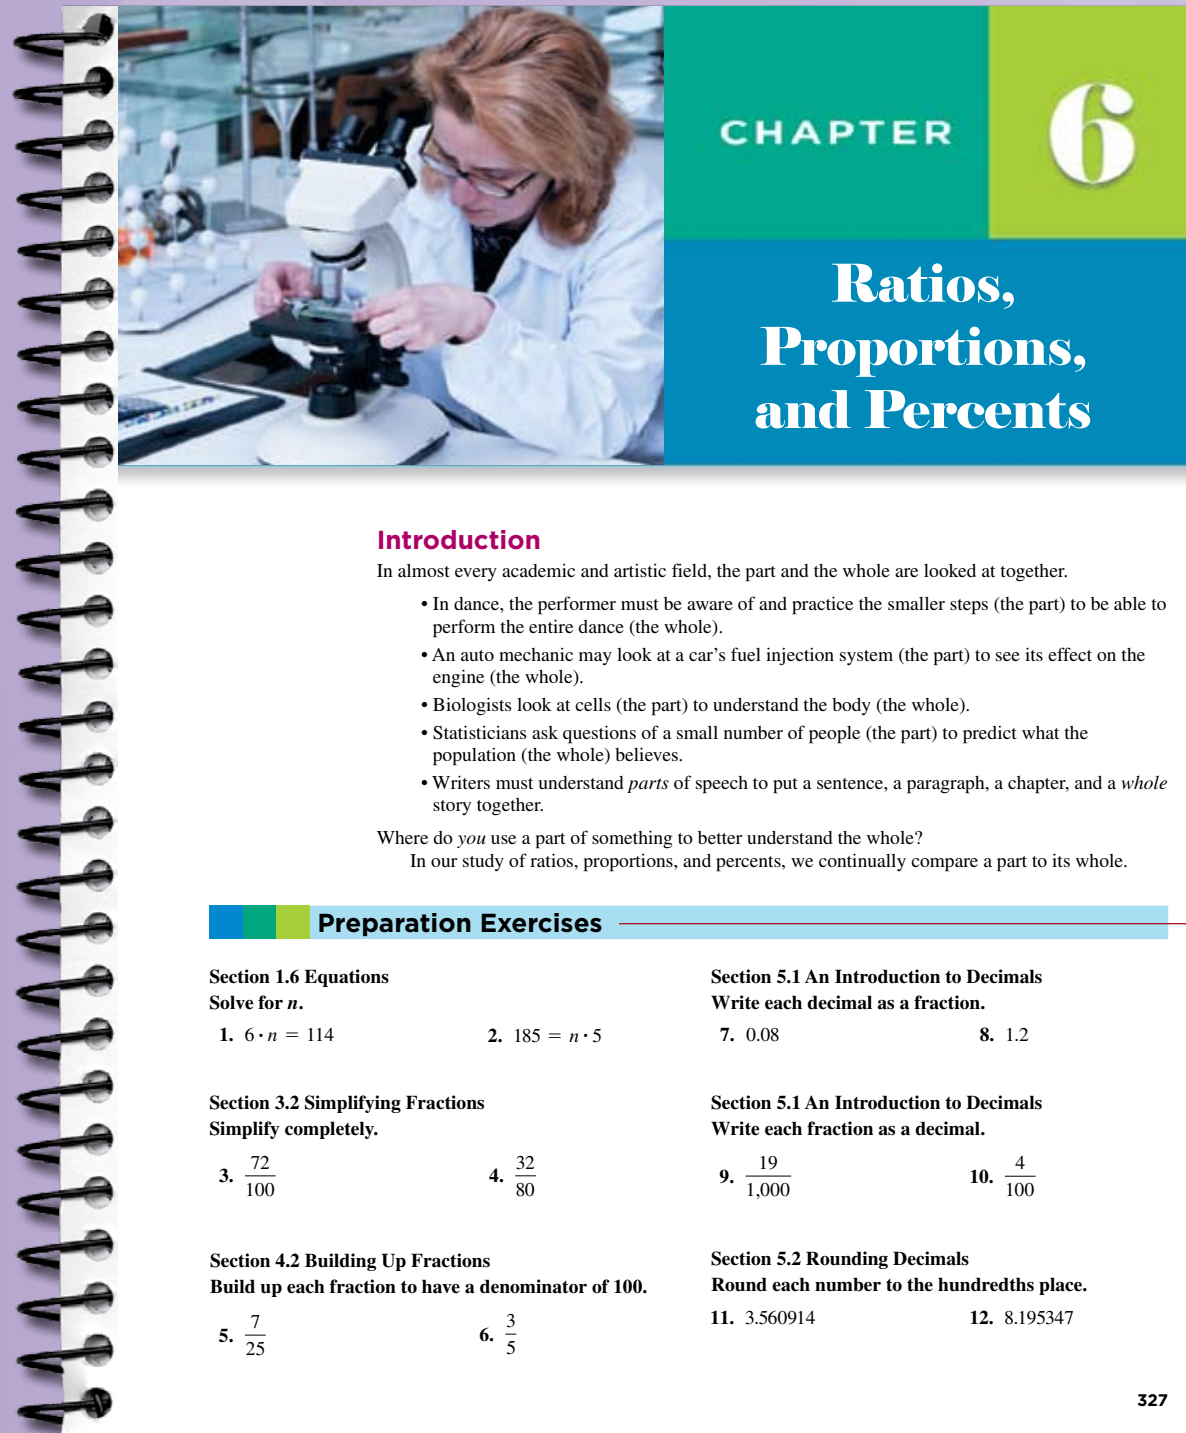 CHAPTER 6
Ratios,
Proportions,
and Percents
Introduction
In almost every academic and artistic field, the part and the whole are looked at together.
• In dance, the performer must be aware of and practice the smaller steps (the part) to be able to
perform the entire dance (the whole).
• An auto mechanic may look at a car’s fuel injection system (the part) to see its effect on the
engine (the whole).
• Biologists look at cells (the part) to understand the body (the whole).
• Statisticians ask questions of a small number of people (the part) to predict what the
population (the whole) believes.
• Writers must understand parts of speech to put a sentence, a paragraph, a chapter, and a whole
story together.
Where do you use a part of something to better understand the whole?
In our study of ratios, proportions, and percents, we continually compare a part to its whole.
Preparation Exercises
Section 1.6 Equations
Solve for n.
1. 6 · n = 114
2. 185 = n · 5
Section 3.2 Simplifying Fractions
Simplify completely.
3. 72/100
4. 32/80
Section 4.2 Building Up Fractions
Build up each fraction to have a denominator of 100.
5. 7/25
6. 3/5
Section 5.1 An Introduction to Decimals
Write each decimal as a fraction.
7. 0.08
8. 1.2
Section 5.1 An Introduction to Decimals
Write each fraction as a decimal.
9. 19/1,000
10. 4/100
Section 5.2 Rounding Decimals
Round each number to the hundredths place.
11. 3.560914
12. 8.195347
327